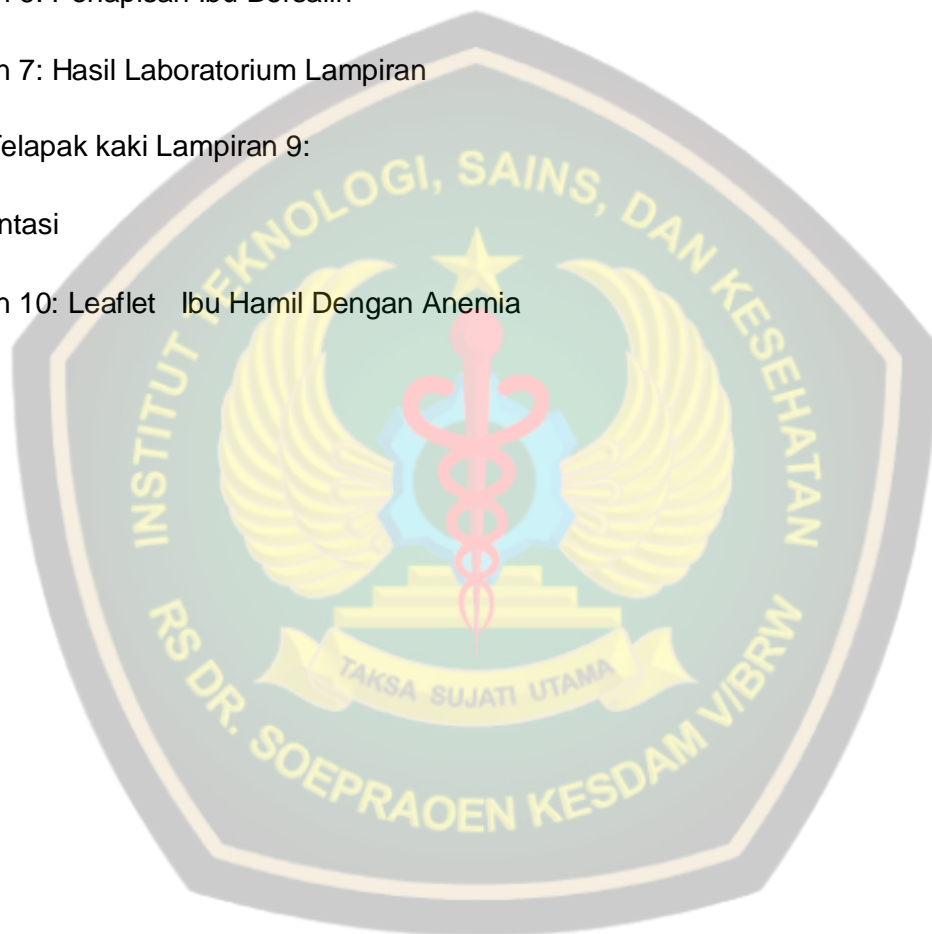 n 7: Hasil Laboratorium Lampiran
Telapak kaki Lampiran 9:
ntasi
n 10: Leaflet Ibu Hamil Dengan Anemia
INSTITUT TEKNOLOGI, SAINS, DAN KESEHATAN
TAKSA SUJATI UTAMA
RS DR. SOEPRAOEN KESDAM V/BRW